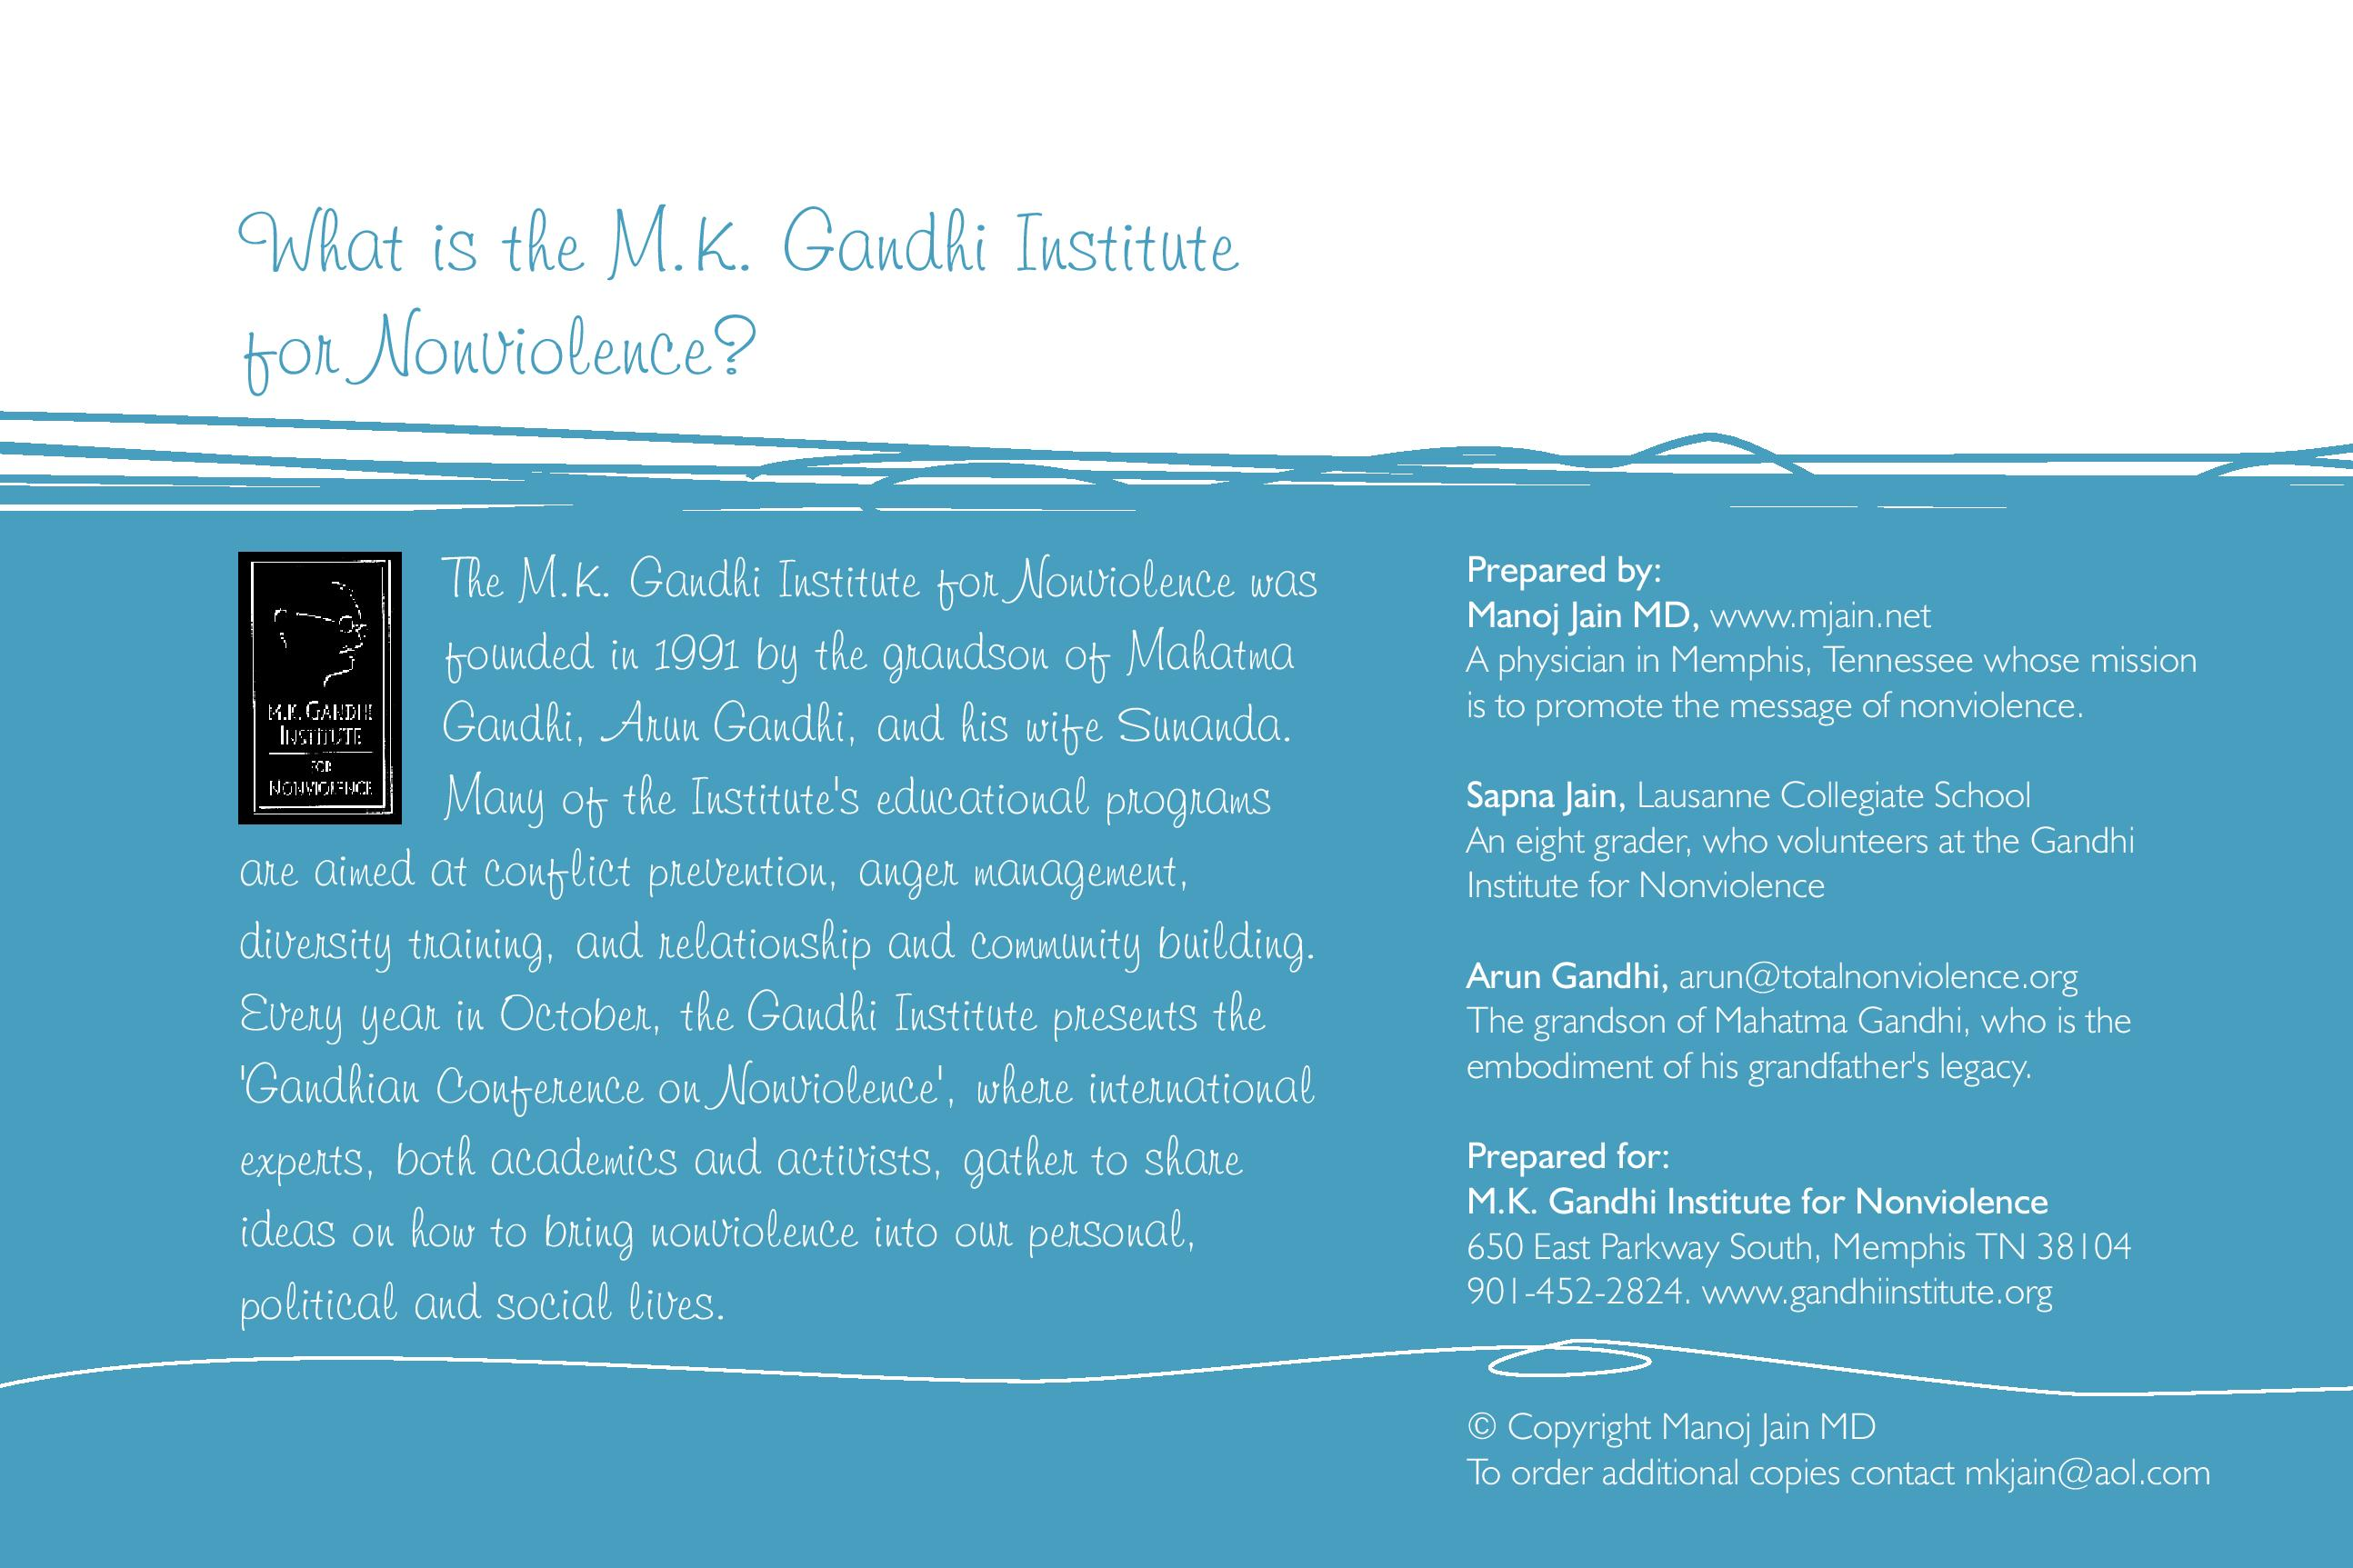 What is the M.K. Gandhi Institute
for Nonviolence?
M.K. GANDHI
INSTITUTE
FOR
NONVIOLENCE
The M.K. Gandhi Institute for Nonviolence was
founded in 1991 by the grandson of Mahatma
Gandhi, Arun Gandhi, and his wife Sunanda.
Many of the Institute's educational programs
are aimed at conflict prevention, anger management,
diversity training, and relationship and community building.
Every year in October, the Gandhi Institute presents the
'Gandhian Conference on Nonviolence', where international
experts, both academics and activists, gather to share
ideas on how to bring nonviolence into our personal,
political and social lives.
Prepared by:
Manoj Jain MD, www.mjain.net
A physician in Memphis, Tennessee whose mission
is to promote the message of nonviolence.
Sapna Jain, Lausanne Collegiate School
An eight grader, who volunteers at the Gandhi
Institute for Nonviolence
Arun Gandhi, arun@totalnonviolence.org
The grandson of Mahatma Gandhi, who is the
embodiment of his grandfather's legacy.
Prepared for:
M.K. Gandhi Institute for Nonviolence
650 East Parkway South, Memphis TN 38104
901-452-2824. www.gandhiinstitute.org
© Copyright Manoj Jain MD
To order additional copies contact mkjain@aol.com